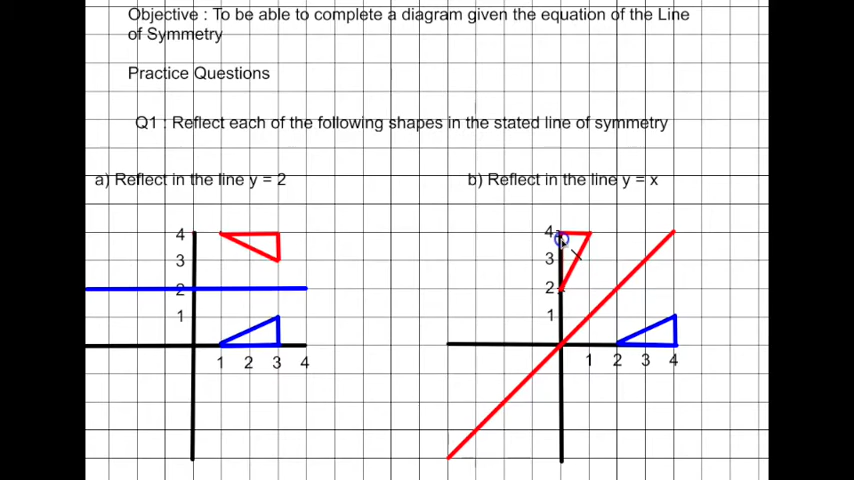 Objective : To be able to complete a diagram given the equation of the Line
of Symmetry
Practice Questions
Q1 : Reflect each of the following shapes in the stated line of symmetry
a) Reflect in the line y = 2
b) Reflect in the line y = x
4
3
2
1
1 2 3 4
4
3
2
1
1 2 3 4